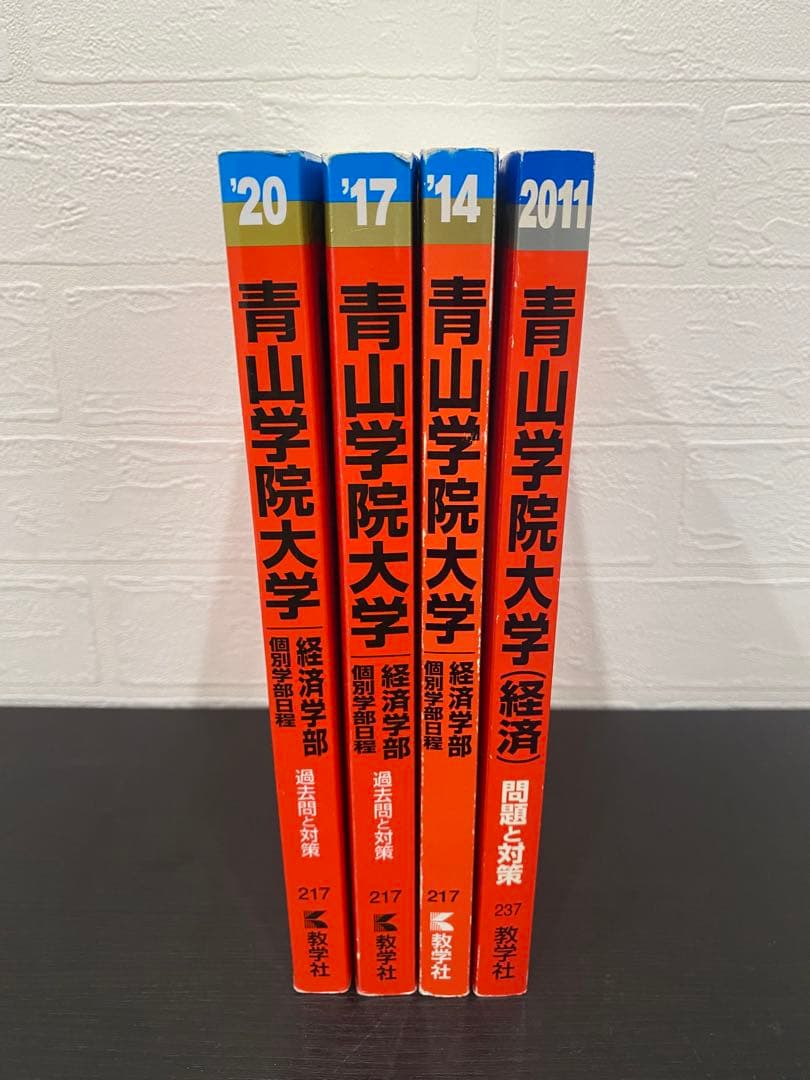 '20
青山学院大学
経済学部
個別学部日程
過去問と対策
217
教学社
'17
青山学院大学
経済学部
個別学部日程
過去問と対策
217
教学社
'14
青山学院大学
経済学部
個別学部日程
217
教学社
2011
青山学院大学(経済)
問題と対策
237
教学社